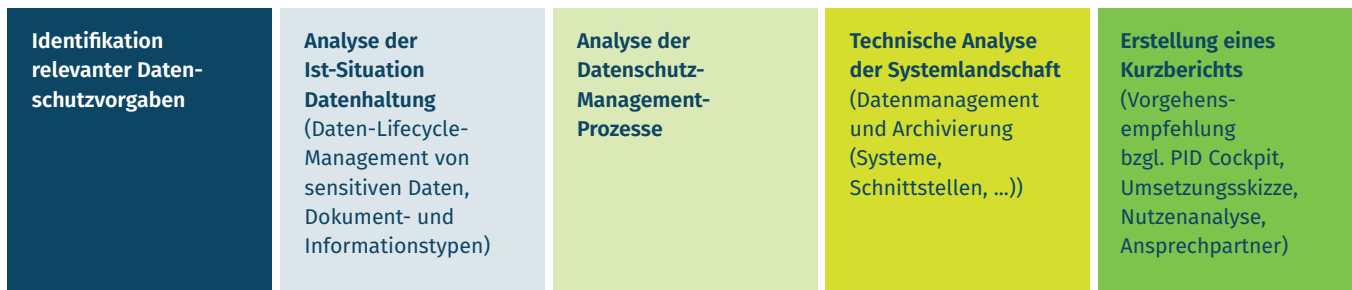 Identifikation
relevanter Daten-
schutzvorgaben
Analyse der
Ist-Situation
Datenhaltung
(Daten-Lifecycle-
Management von
sensitiven Daten,
Dokument- und
Informationstypen)
Analyse der
Datenschutz-
Management-
Prozesse
Technische Analyse
der Systemlandschaft
(Datenmanagement
und Archivierung
(Systeme,
Schnittstellen, ...))
Erstellung eines
Kurzberichts
(Vorgehens-
empfehlung
bzgl. PID Cockpit,
Umsetzungsskizze,
Nutzenanalyse,
Ansprechpartner)